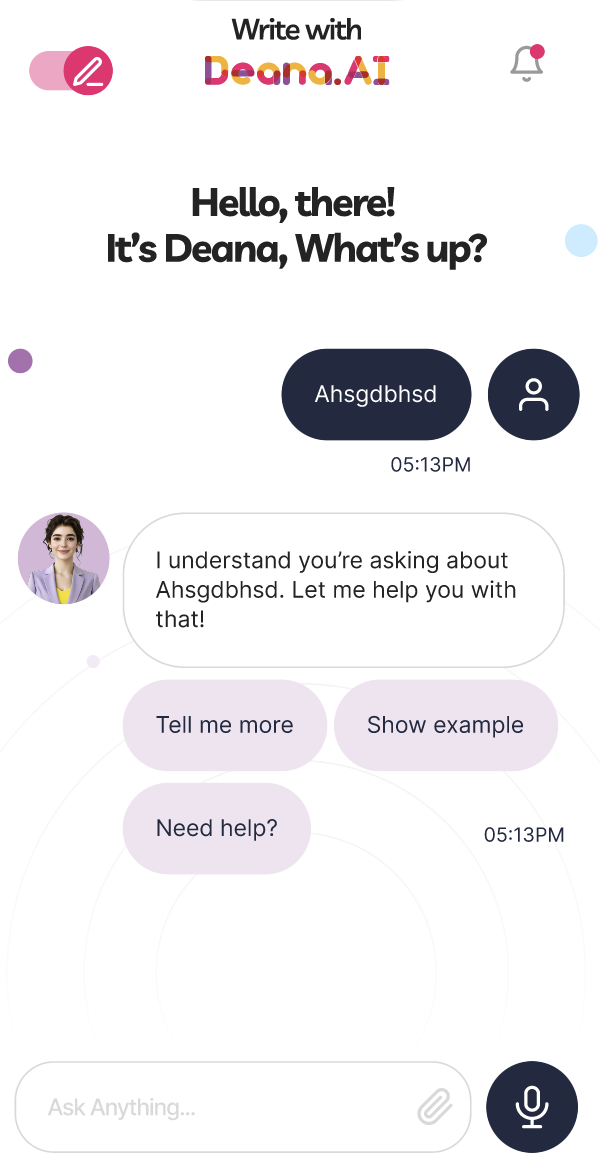 Write with
Deana.AI
Hello, there!
It’s Deana, What’s up?
Ahsgdbhsd
05:13PM
I understand you’re asking about
Ahsgdbhsd. Let me help you with
that!
Tell me more
Show example
Need help?
05:13PM
Ask Anything...